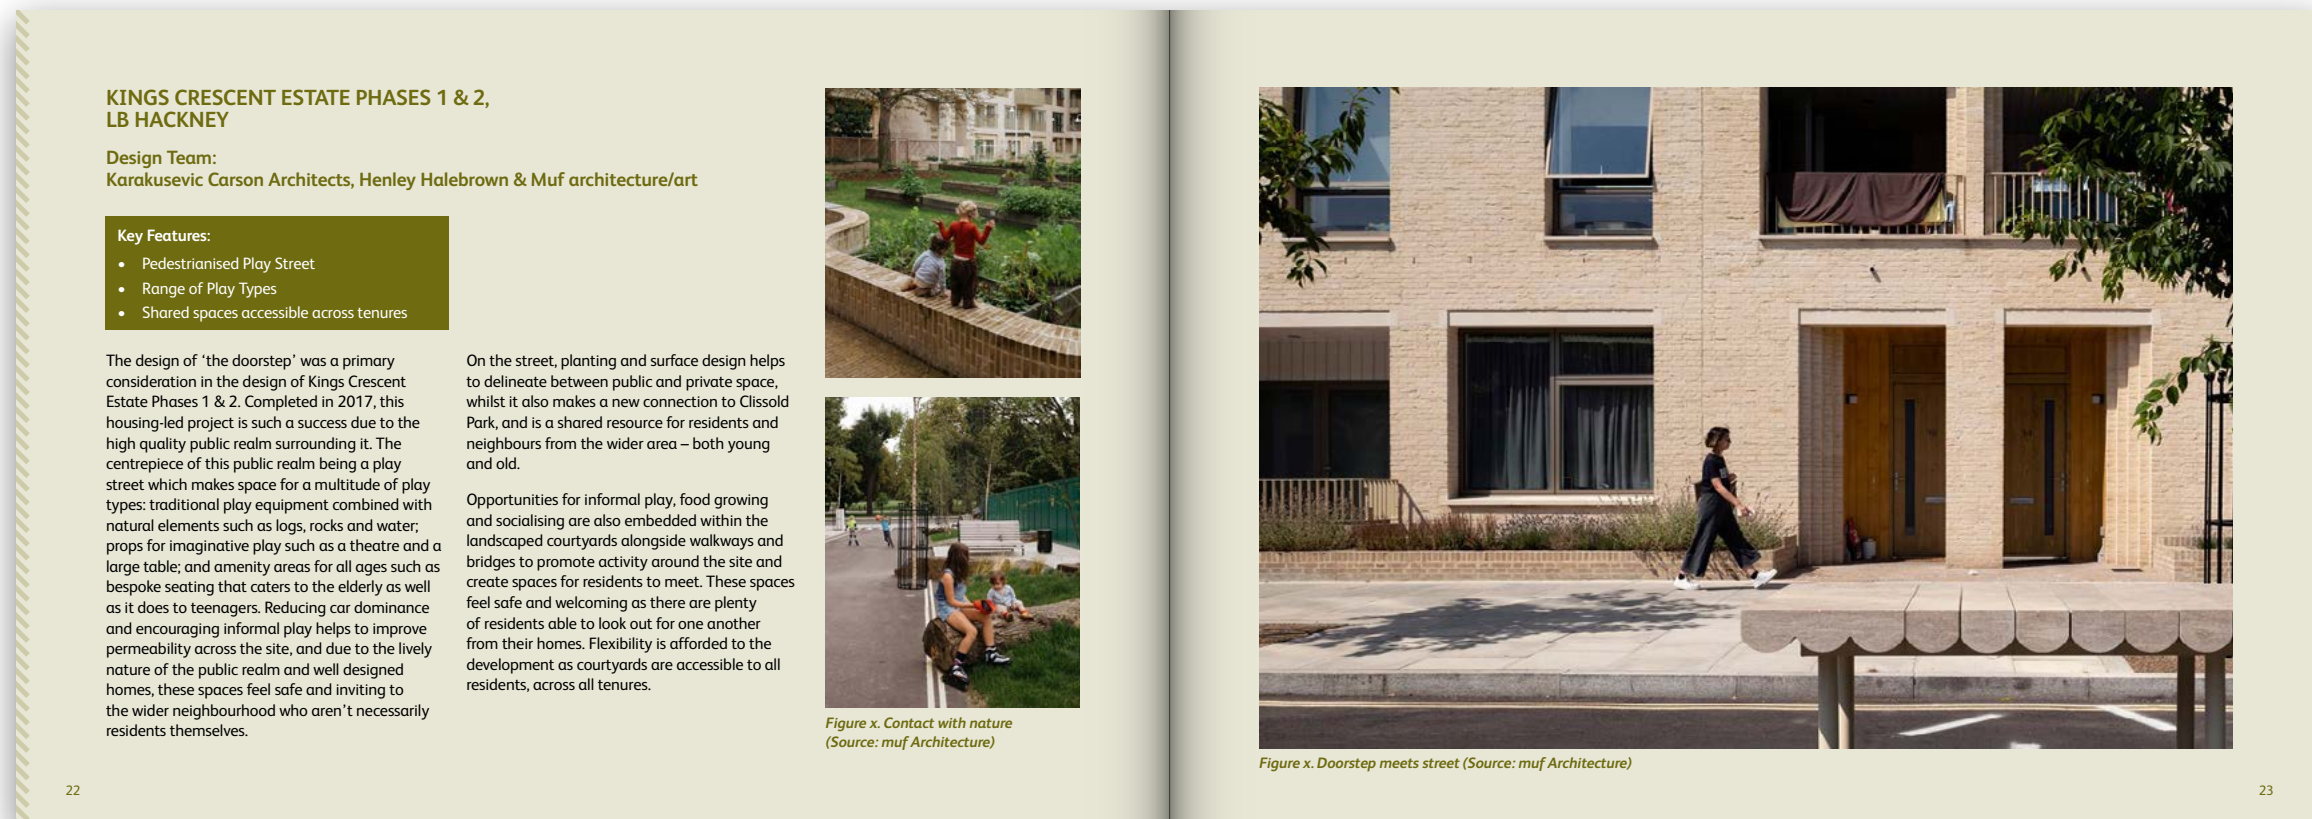 KINGS CRESCENT ESTATE PHASES 1 & 2,
LB HACKNEY
Design Team:
Karakusevic Carson Architects, Henley Halebrown & Muf architecture/art
Key Features:
• Pedestrianised Play Street
• Range of Play Types
• Shared spaces accessible across tenures
The design of ‘the doorstep’ was a primary
consideration in the design of Kings Crescent
Estate Phases 1 & 2. Completed in 2017, this
housing-led project is such a success due to the
high quality public realm surrounding it. The
centrepiece of this public realm being a play
street which makes space for a multitude of play
types: traditional play equipment combined with
natural elements such as logs, rocks and water;
props for imaginative play such as a theatre and a
large table; and amenity areas for all ages such as
bespoke seating that caters to the elderly as well
as it does to teenagers. Reducing car dominance
and encouraging informal play helps to improve
permeability across the site, and due to the lively
nature of the public realm and well designed
homes, these spaces feel safe and inviting to
the wider neighbourhood who aren’t necessarily
residents themselves.
On the street, planting and surface design helps
to delineate between public and private space,
whilst it also makes a new connection to Clissold
Park, and is a shared resource for residents and
neighbours from the wider area – both young
and old.
Opportunities for informal play, food growing
and socialising are also embedded within the
landscaped courtyards alongside walkways and
bridges to promote activity around the site and
create spaces for residents to meet. These spaces
feel safe and welcoming as there are plenty
of residents able to look out for one another
from their homes. Flexibility is afforded to the
development as courtyards are accessible to all
residents, across all tenures.
Figure x. Contact with nature
(Source: muf Architecture)
22
Figure x. Doorstep meets street (Source: muf Architecture)
23